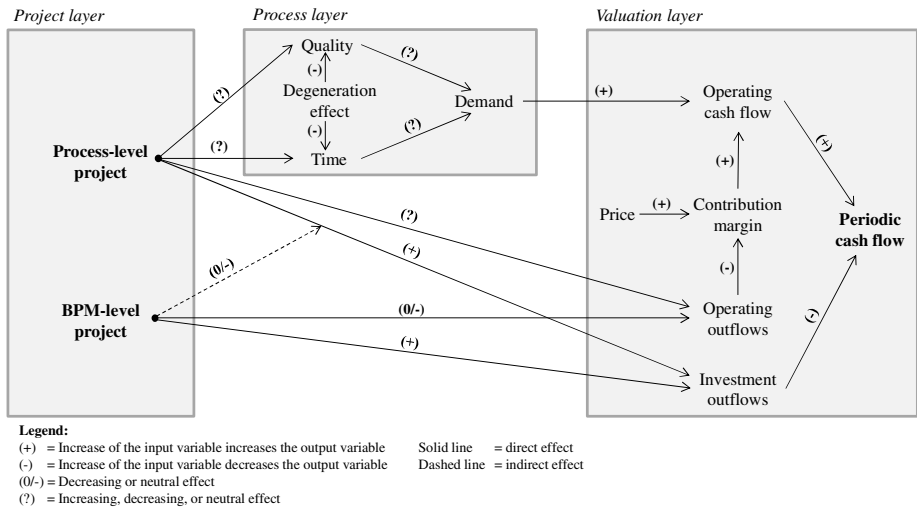 Project layer
Process layer
Valuation layer
Quality
(?)
(-)
(?)
Degeneration
effect
Demand
(+)
Operating
cash flow
(-)
(?)
(?)
Time
(+)
(+)
Process-level
project
Price
(+)
Contribution
margin
Periodic
cash flow
(?)
(+)
(-)
(0/-)
BPM-level
project
(0/-)
Operating
outflows
(-)
(+)
Investment
outflows
Legend:
(+) = Increase of the input variable increases the output variable Solid line = direct effect
(-) = Increase of the input variable decreases the output variable Dashed line = indirect effect
(0/-) = Decreasing or neutral effect
(?) = Increasing, decreasing, or neutral effect